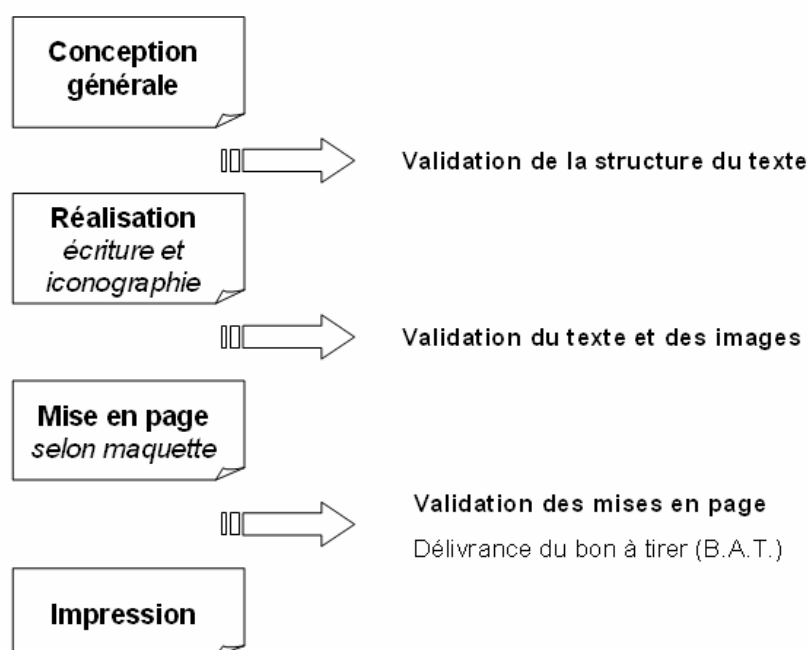 Conception
générale
Validation de la structure du texte
Réalisation
écriture et
iconographie
Validation du texte et des images
Mise en page
selon maquette
Validation des mises en page
Délivrance du bon à tirer (B.A.T.)
Impression